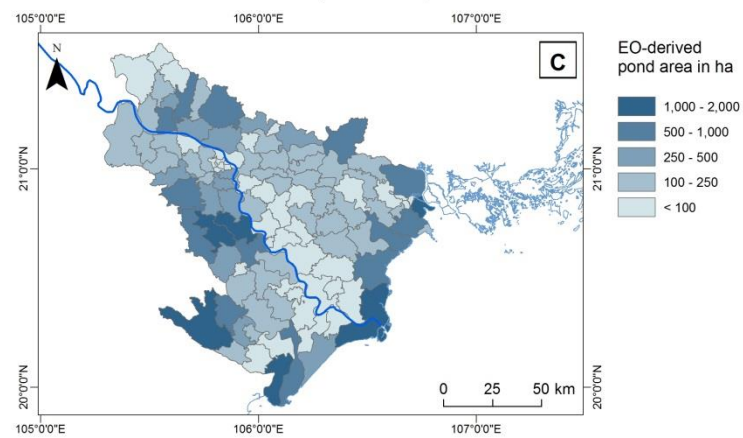 105°0'0"E 106°0'0"E 107°0'0"E
N
C
EO-derived
pond area in ha
1,000 - 2,000
500 - 1,000
250 - 500
100 - 250
< 100
21°0'0"N 21°0'0"N
20°0'0"N 20°0'0"N
0 25 50 km
105°0'0"E 106°0'0"E 107°0'0"E